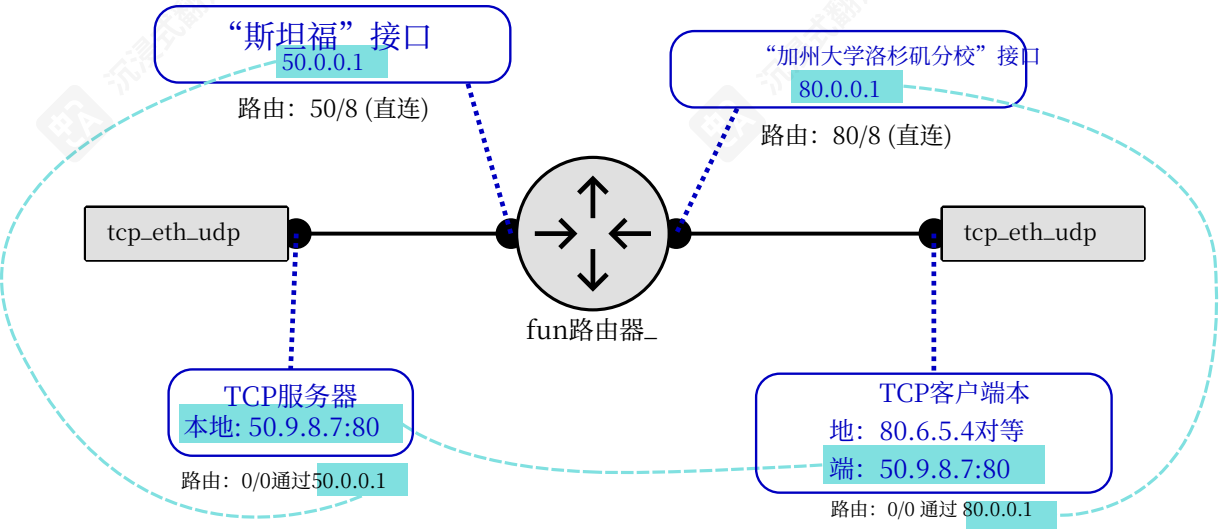 “斯坦福”接口
50.0.0.1
路由：50/8 (直连)
“加州大学洛杉矶分校”接口
80.0.0.1
路由：80/8 (直连)
tcp_eth_udp
tcp_eth_udp
fun路由器_
TCP服务器
本地: 50.9.8.7:80
路由：0/0通过50.0.0.1
TCP客户端本
地：80.6.5.4对等
端：50.9.8.7:80
路由：0/0 通过 80.0.0.1